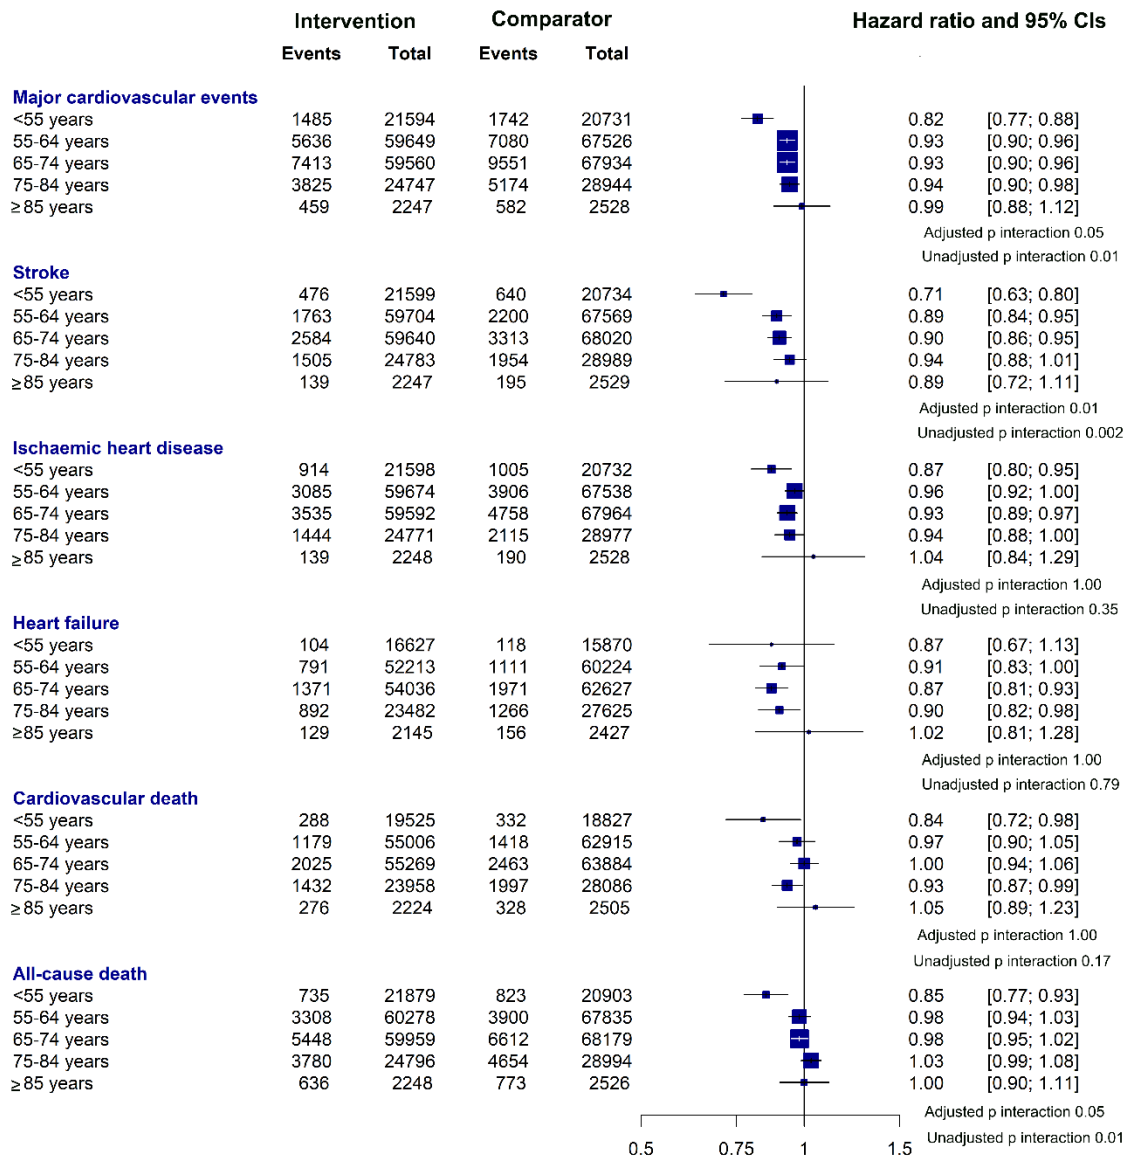 Intervention Comparator Hazard ratio and 95% CIs
Events Total Events Total
Major cardiovascular events
<55 years 1485 21594 1742 20731 0.82 [0.77; 0.88]
55-64 years 5636 59649 7080 67526 0.93 [0.90; 0.96]
65-74 years 7413 59560 9551 67934 0.93 [0.90; 0.96]
75-84 years 3825 24747 5174 28944 0.94 [0.90; 0.98]
≥85 years 459 2247 582 2528 0.99 [0.88; 1.12]
Adjusted p interaction 0.05
Unadjusted p interaction 0.01
Stroke
<55 years 476 21599 640 20734 0.71 [0.63; 0.80]
55-64 years 1763 59704 2200 67569 0.89 [0.84; 0.95]
65-74 years 2584 59640 3313 68020 0.90 [0.86; 0.95]
75-84 years 1505 24783 1954 28989 0.94 [0.88; 1.01]
≥85 years 139 2247 195 2529 0.89 [0.72; 1.11]
Adjusted p interaction 0.01
Unadjusted p interaction 0.002
Ischaemic heart disease
<55 years 914 21598 1005 20732 0.87 [0.80; 0.95]
55-64 years 3085 59674 3906 67538 0.96 [0.92; 1.00]
65-74 years 3535 59592 4758 67964 0.93 [0.89; 0.97]
75-84 years 1444 24771 2115 28977 0.94 [0.88; 1.00]
≥85 years 139 2248 190 2528 1.04 [0.84; 1.29]
Adjusted p interaction 1.00
Unadjusted p interaction 0.35
Heart failure
<55 years 104 16627 118 15870 0.87 [0.67; 1.13]
55-64 years 791 52213 1111 60224 0.91 [0.83; 1.00]
65-74 years 1371 54036 1971 62627 0.87 [0.81; 0.93]
75-84 years 892 23482 1266 27625 0.90 [0.82; 0.98]
≥85 years 129 2145 156 2427 1.02 [0.81; 1.28]
Adjusted p interaction 1.00
Unadjusted p interaction 0.79
Cardiovascular death
<55 years 288 19525 332 18827 0.84 [0.72; 0.98]
55-64 years 1179 55006 1418 62915 0.97 [0.90; 1.05]
65-74 years 2025 55269 2463 63884 1.00 [0.94; 1.06]
75-84 years 1432 23958 1997 28086 0.93 [0.87; 0.99]
≥85 years 276 2224 328 2505 1.05 [0.89; 1.23]
Adjusted p interaction 1.00
Unadjusted p interaction 0.17
All-cause death
<55 years 735 21879 823 20903 0.85 [0.77; 0.93]
55-64 years 3308 60278 3900 67835 0.98 [0.94; 1.03]
65-74 years 5448 59959 6612 68179 0.98 [0.95; 1.02]
75-84 years 3780 24796 4654 28994 1.03 [0.99; 1.08]
≥85 years 636 2248 773 2526 1.00 [0.90; 1.11]
Adjusted p interaction 0.05
Unadjusted p interaction 0.01
0.5 0.75 1 1.5